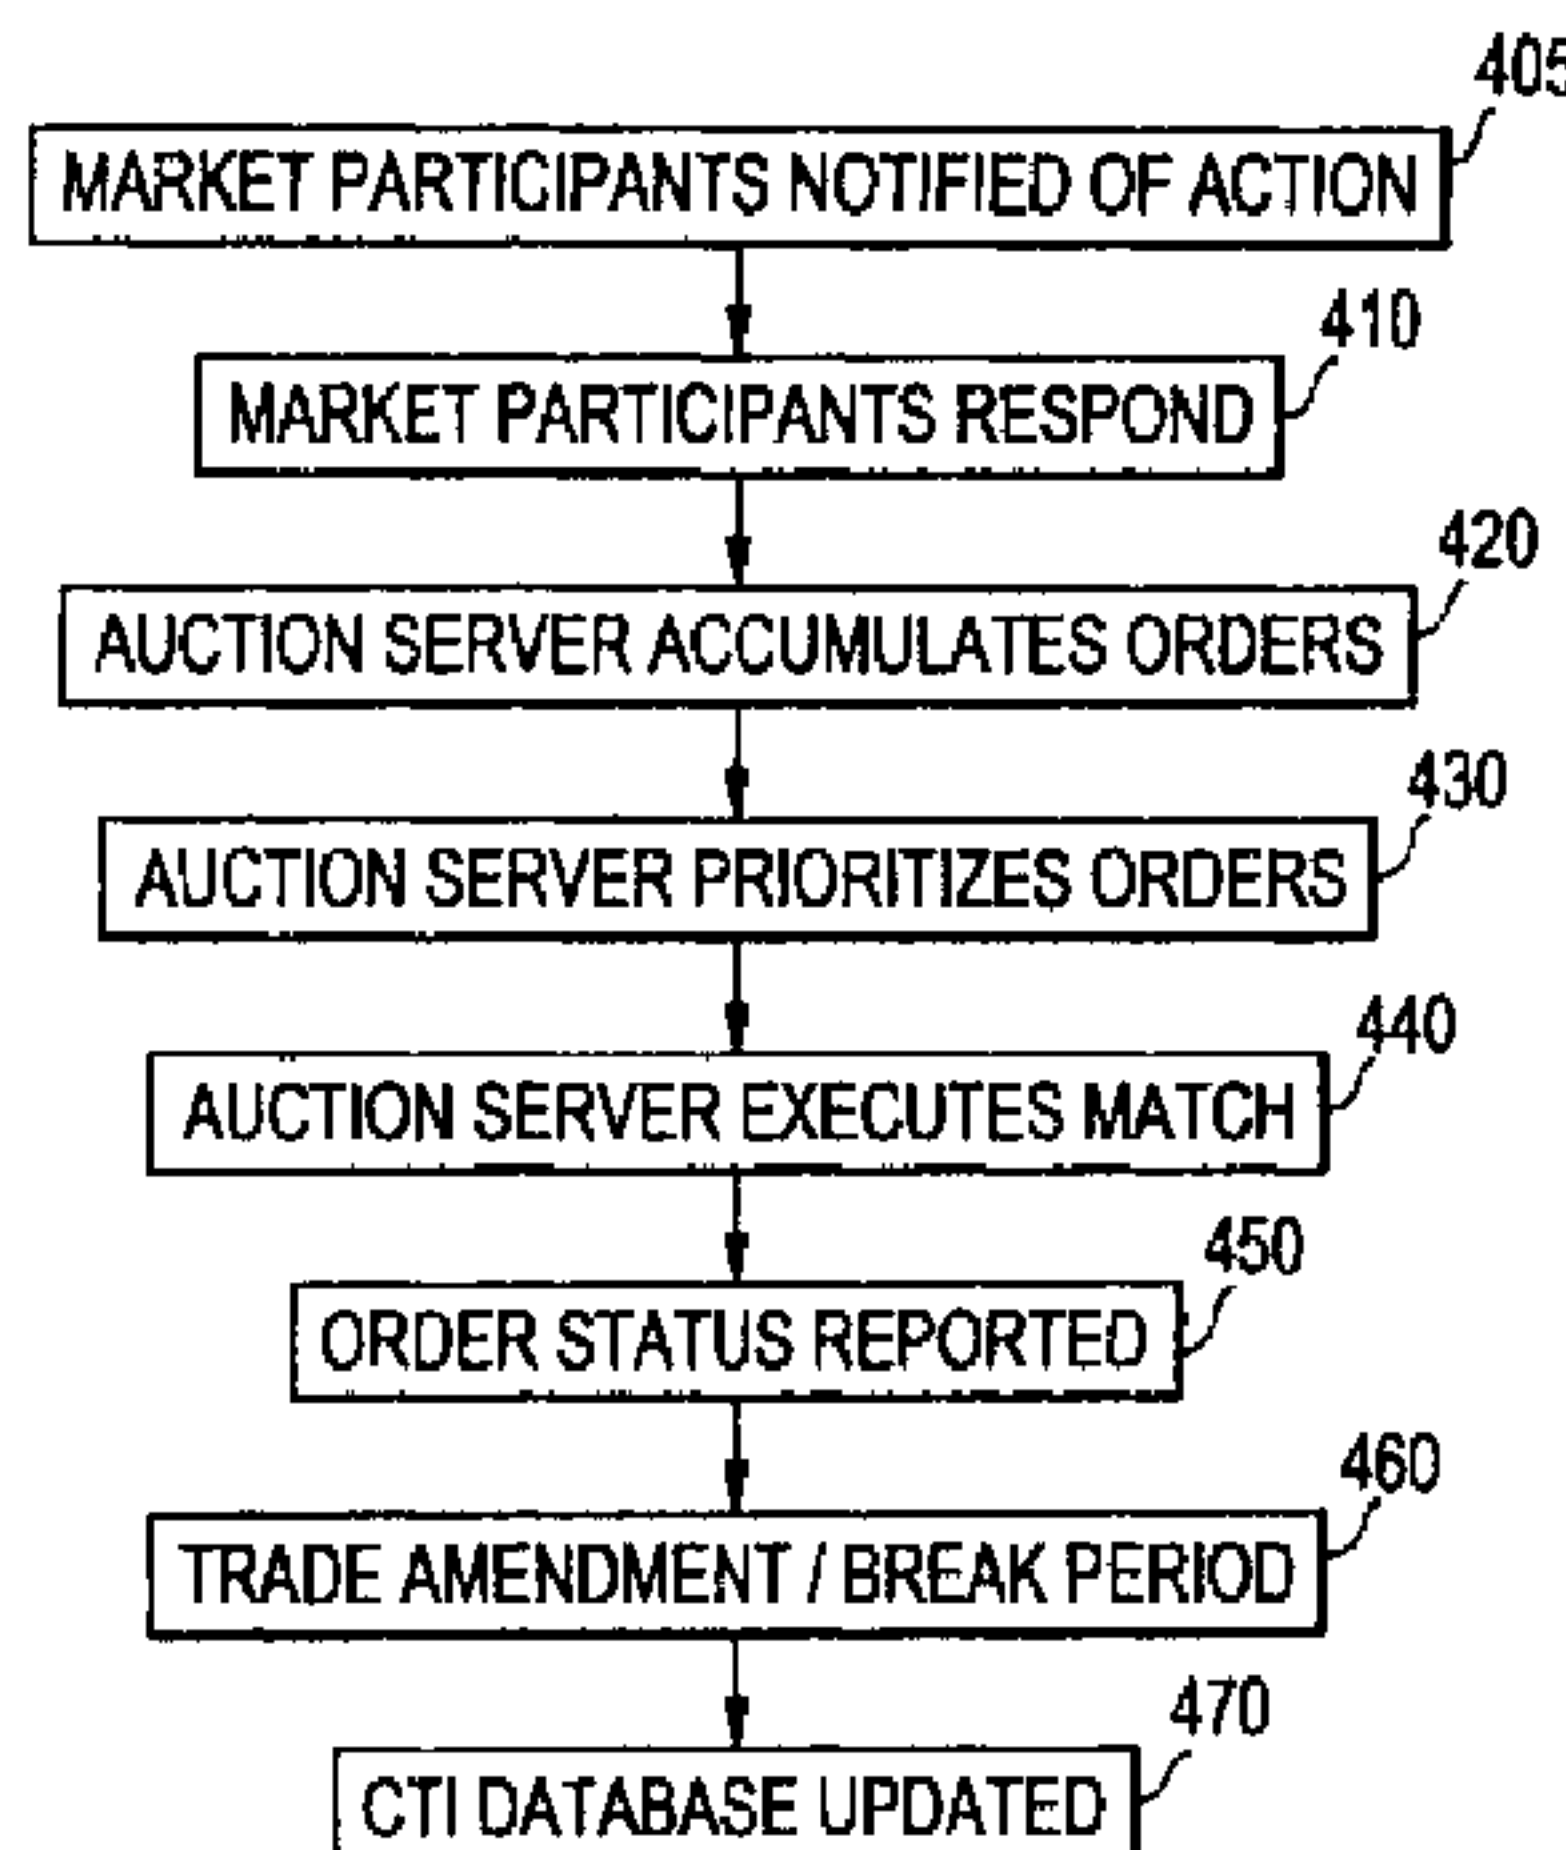 405
MARKET PARTICIPANTS NOTIFIED OF ACTION
410
MARKET PARTICIPANTS RESPOND
420
AUCTION SERVER ACCUMULATES ORDERS
430
AUCTION SERVER PRIORITIZES ORDERS
440
AUCTION SERVER EXECUTES MATCH
450
ORDER STATUS REPORTED
460
TRADE AMENDMENT / BREAK PERIOD
470
CTI DATABASE UPDATED